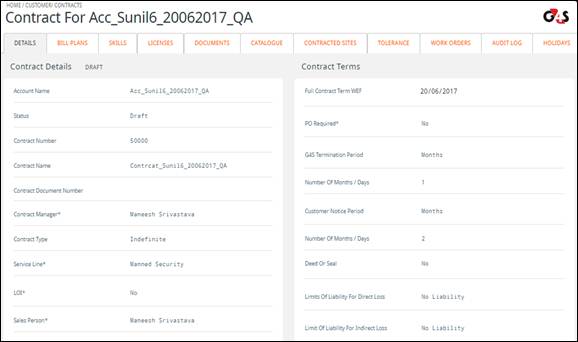 HOME / CUSTOMER/ CONTRACTS
Contract For Acc_Sunil6_20062017_QA
G4S
DETAILS BILL PLANS SKILLS LICENSES DOCUMENTS CATALOGUE CONTRACTED SITES TOLERANCE WORK ORDERS AUDIT LOG HOLIDAYS
Contract Details DRAFT
Account Name Acc_Sunil6_20062017_QA
Status Draft
Contract Number 50000
Contract Name Contrcat_Sunil6_20062017_QA
Contract Document Number
Contract Manager* Maneesh Srivastava
Contract Type Indefinite
Service Line* Manned Security
LOI* No
Sales Person* Maneesh Srivastava
Contract Terms
Full Contract Term WEF 20/06/2017
PO Required* No
G4S Termination Period Months
Number Of Months / Days 1
Customer Notice Period Months
Number Of Months / Days 2
Deed Or Seal No
Limits Of Liability For Direct Loss No Liability
Limit Of Liability For Indirect Loss No Liability